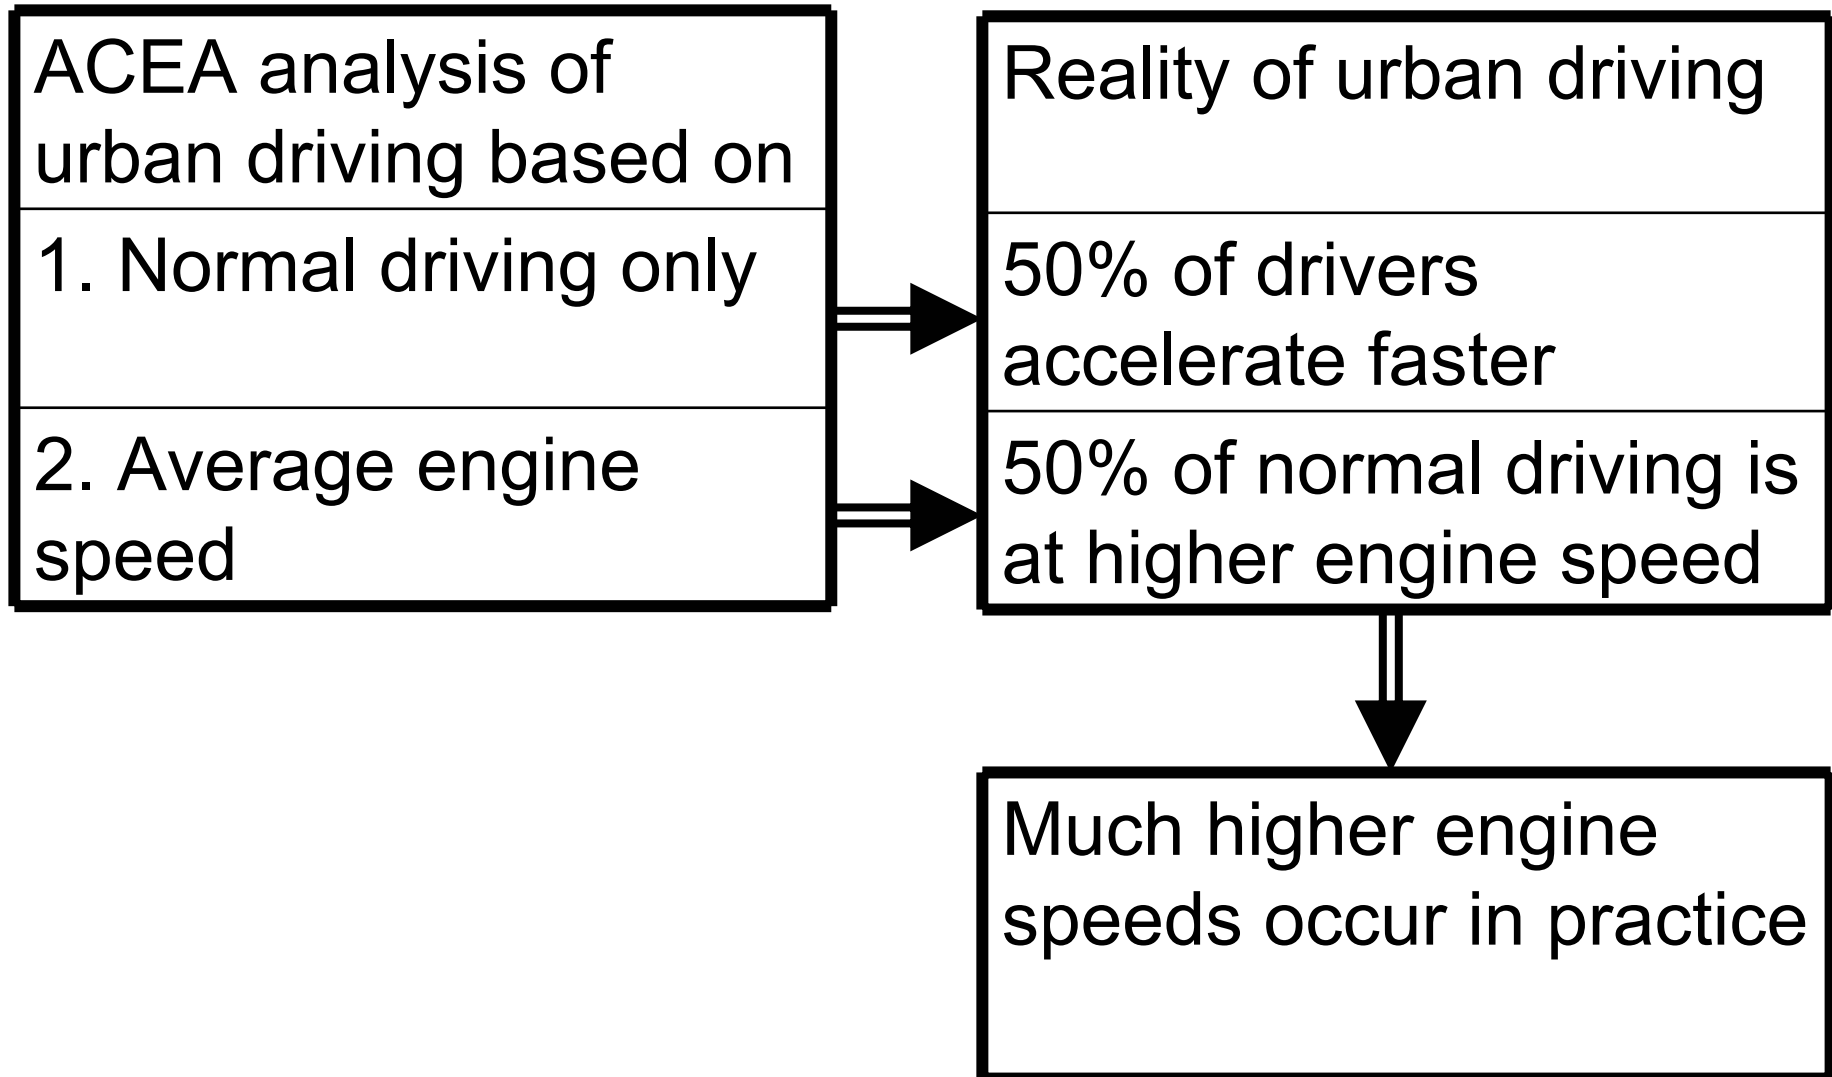 ACEA analysis of
urban driving based on
1. Normal driving only
2. Average engine
speed
Reality of urban driving
50% of drivers
accelerate faster
50% of normal driving is
at higher engine speed
Much higher engine
speeds occur in practice